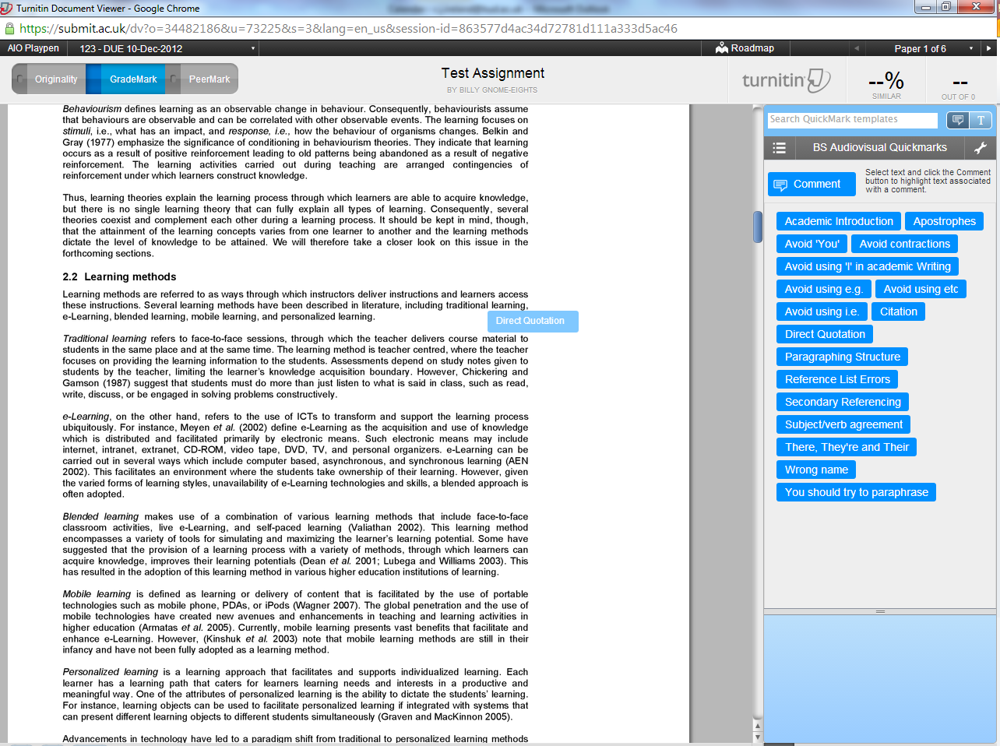 Turnitin Document Viewer - Google Chrome
https://submit.ac.uk/dv?o=34482186&u=73225&s=3&lang=en_us&session-id=863577d4ac34d72781d111a333d5ac46
AIO Playpen
123 - DUE 10-Dec-2012
Roadmap
Paper 1 of 6
Originality
GradeMark
PeerMark
Test Assignment
BY BILLY GNOME-EIGHTS
turnitin
--%
SIMILAR
--
OUT OF 0
Behaviourism defines learning as an observable change in behaviour. Consequently, behaviourists assume
that behaviours are observable and can be correlated with other observable events. The learning focuses on
stimuli, i.e., what has an impact, and response, i.e., how the behaviour of organisms changes. Belkin and
Gray (1977) emphasize the significance of conditioning in behaviourism theories. They indicate that learning
occurs as a result of positive reinforcement leading to old patterns being abandoned as a result of negative
reinforcement. The learning activities carried out during teaching are arranged contingencies of
reinforcement under which learners construct knowledge.
Thus, learning theories explain the learning process through which learners are able to acquire knowledge,
but there is no single learning theory that can fully explain all types of learning. Consequently, several
theories coexist and complement each other during a learning process. It should be kept in mind, though,
that the attainment of the learning concepts varies from one learner to another and the learning methods
dictate the level of knowledge to be attained. We will therefore take a closer look on this issue in the
forthcoming sections.
2.2 Learning methods
Learning methods are referred to as ways through which instructors deliver instructions and learners access
these instructions. Several learning methods have been described in literature, including traditional learning,
e-Learning, blended learning, mobile learning, and personalized learning.
Direct Quotation
Traditional learning refers to face-to-face sessions, through which the teacher delivers course material to
students in the same place and at the same time. The learning method is teacher centred, where the teacher
focuses on providing the learning information to the students. Assessments depend on study notes given to
students by the teacher, limiting the learner's knowledge acquisition boundary. However, Chickering and
Gamson (1987) suggest that students must do more than just listen to what is said in class, such as read,
write, discuss, or be engaged in solving problems constructively.
e-Learning, on the other hand, refers to the use of ICTs to transform and support the learning process
ubiquitously. For instance, Meyen et al. (2002) define e-Learning as the acquisition and use of knowledge
which is distributed and facilitated primarily by electronic means. Such electronic means may include
internet, intranet, extranet, CD-ROM, video tape, DVD, TV, and personal organizers. e-Learning can be
carried out in several ways which include computer based, asynchronous, and synchronous learning (AEN
2002). This facilitates an environment where the students take ownership of their learning. However, given
the varied forms of learning styles, unavailability of e-Learning technologies and skills, a blended approach is
often adopted.
Blended learning makes use of a combination of various learning methods that include face-to-face
classroom activities, live e-Learning, and self-paced learning (Valiathan 2002). This learning method
encompasses a variety of tools for simulating and maximizing the learner's learning potential. Some have
suggested that the provision of a learning process with a variety of methods, through which learners can
acquire knowledge, improves their learning potentials (Dean et al. 2001; Lubega and Williams 2003). This
has resulted in the adoption of this learning method in various higher education institutions of learning.
Mobile learning is defined as learning or delivery of content that is facilitated by the use of portable
technologies such as mobile phone, PDAs, or iPods (Wagner 2007). The global penetration and the use of
mobile technologies have created new avenues and enhancements in teaching and learning activities in
higher education (Armatas et al. 2005). Currently, mobile learning presents vast benefits that facilitate and
enhance e-Learning. However, (Kinshuk et al. 2003) note that mobile learning methods are still in their
infancy and have not been fully adopted as a learning method.
Personalized learning is a learning approach that facilitates and supports individualized learning. Each
learner has a learning path that caters for learners learning needs and interests in a productive and
meaningful way. One of the attributes of personalized learning is the ability to dictate the students' learning.
For instance, learning objects can be used to facilitate personalized learning if integrated with systems that
can present different learning objects to different students simultaneously (Graven and MacKinnon 2005).
Advancements in technology have led to a paradigm shift from traditional to personalized learning methods
Search QuickMark templates
T
BS Audiovisual Quickmarks
Comment
Select text and click the Comment
button to highlight text associated
with a comment.
Academic Introduction
Apostrophes
Avoid 'You'
Avoid contractions
Avoid using 'I' in academic Writing
Avoid using e.g.
Avoid using etc
Avoid using i.e.
Citation
Direct Quotation
Paragraphing Structure
Reference List Errors
Secondary Referencing
Subject/verb agreement
There, They're and Their
Wrong name
You should try to paraphrase